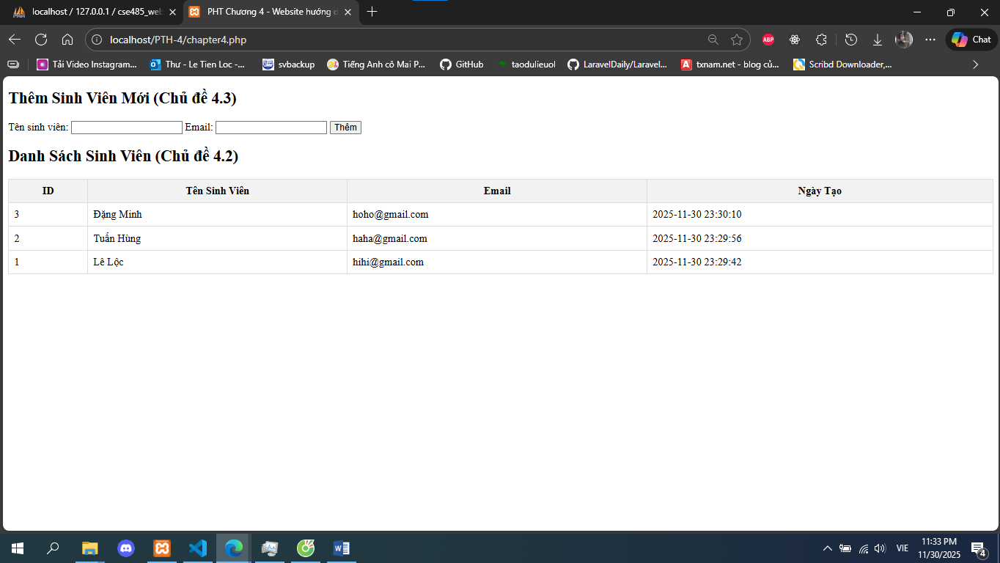 localhost / 127.0.0.1 / cse485_web
PHT Chương 4 - Website hướng d
localhost/PTH-4/chapter4.php
ABP
Chat
Tải Video Instagram...
Thư - Le Tien Loc -...
svbackup
Tiếng Anh cô Mai P...
GitHub
taodulieuol
LaravelDaily/Laravel...
txnam.net - blog củ...
Scribd Downloader,...
Thêm Sinh Viên Mới (Chủ đề 4.3)
Tên sinh viên: Email: Thêm
Danh Sách Sinh Viên (Chủ đề 4.2)
ID Tên Sinh Viên Email Ngày Tạo
3 Đặng Minh hoho@gmail.com 2025-11-30 23:30:10
2 Tuấn Hùng haha@gmail.com 2025-11-30 23:29:56
1 Lê Lộc hihi@gmail.com 2025-11-30 23:29:42
VIE
11:33 PM
11/30/2025
4